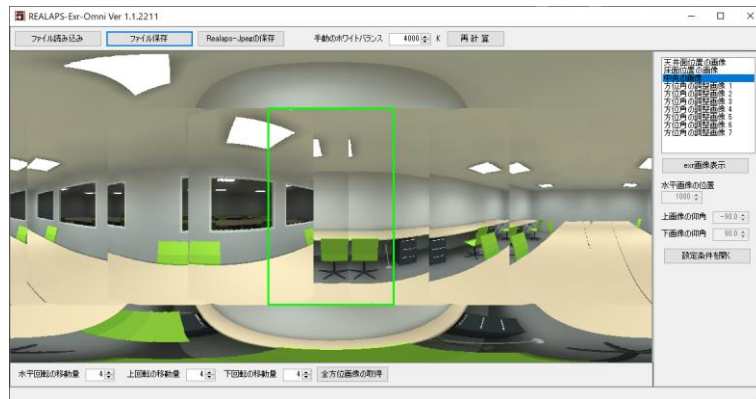 REALAPS-Exr-Omni Ver 1.1.2211
ファイル読み込み ファイル保存 Realaps-Jpegの保存 手動のホワイトバランス 4000 K 再計算
天井面位置の画像
床面位置の画像
中央の画像
方位角の調整画像 1
方位角の調整画像 2
方位角の調整画像 3
方位角の調整画像 4
方位角の調整画像 5
方位角の調整画像 6
方位角の調整画像 7
exr画像表示
水平画像の位置
1000
上画像の仰角 -90.0
下画像の仰角 90.0
設定条件を開く
水平回転の移動量 4 上回転の移動量 4 下回転の移動量 4 全方位画像の取得